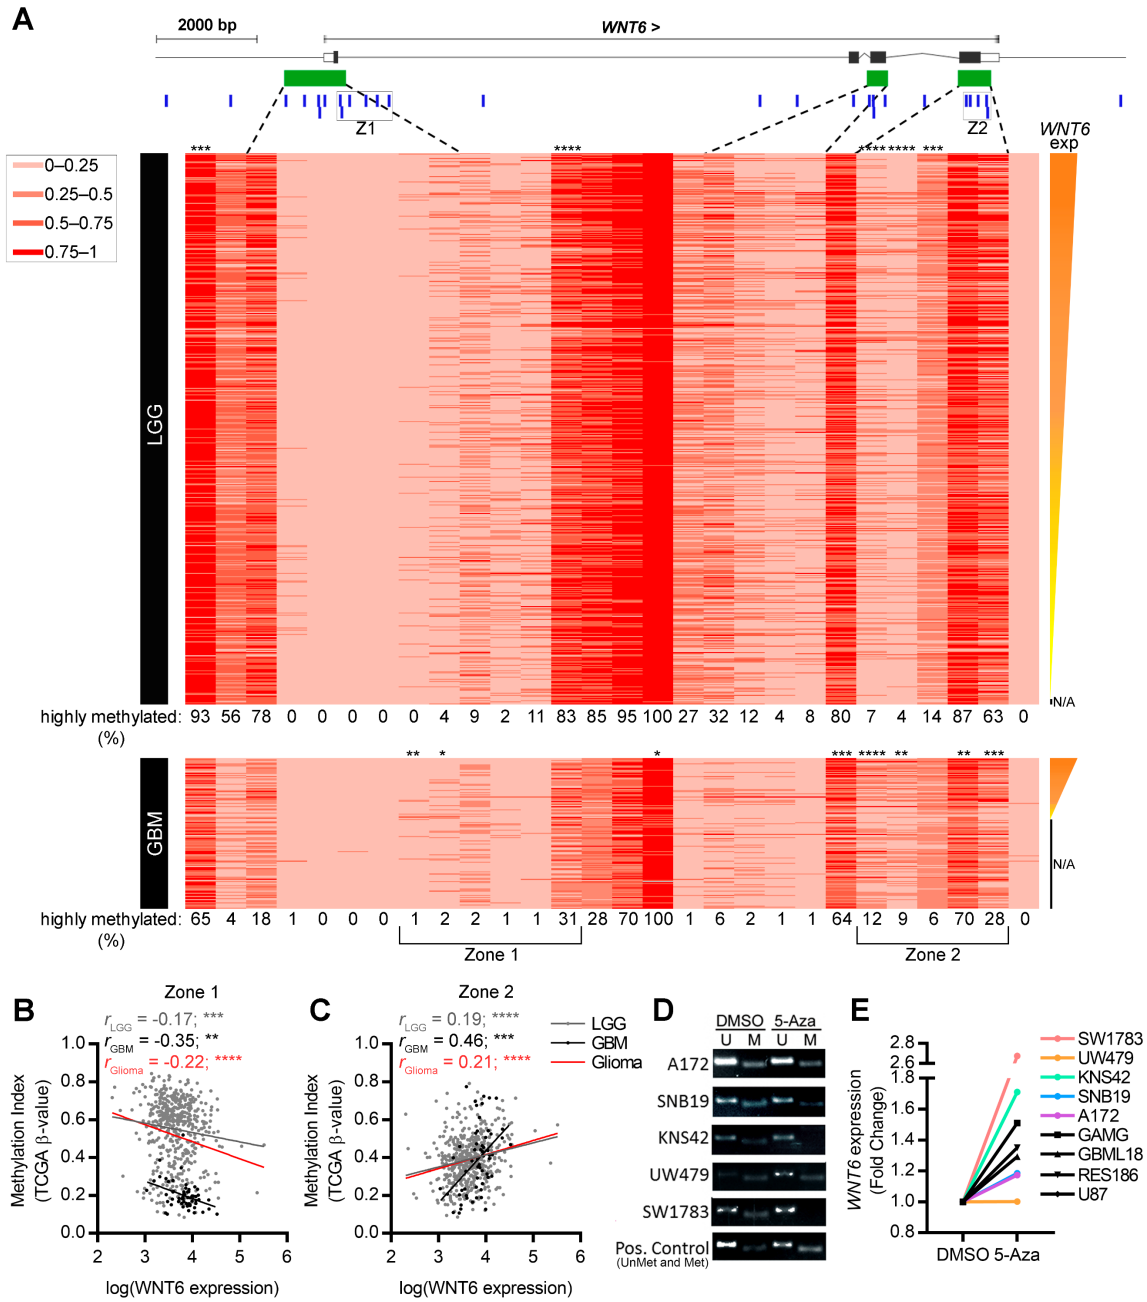 A
2000 bp
WNT6 >
Z1
Z2
WNT6
exp
0–0.25
0.25–0.5
0.5–0.75
0.75–1
*** **** **** **** ***
LGG
N/A
highly methylated: 93 56 78 0 0 0 0 0 4 9 2 11 83 85 95 100 27 32 12 4 8 80 7 4 14 87 63 0
(%)
** * * *** **** ** ** ***
GBM
N/A
highly methylated: 65 4 18 1 0 0 0 1 2 2 1 1 31 28 70 100 1 6 2 1 1 64 12 9 6 70 28 0
(%)
Zone 1
Zone 2
B
Zone 1
rLGG = -0.17; ***
rGBM = -0.35; **
rGlioma = -0.22; ****
Methylation Index
(TCGA β-value)
1.0
0.8
0.6
0.4
0.2
0.0
2 3 4 5 6
log(WNT6 expression)
C
Zone 2
rLGG = 0.19; ****
rGBM = 0.46; ***
rGlioma = 0.21; ****
LGG
GBM
Glioma
Methylation Index
(TCGA β-value)
1.0
0.8
0.6
0.4
0.2
0.0
2 3 4 5 6
log(WNT6 expression)
D
DMSO 5-Aza
U M U M
A172
SNB19
KNS42
UW479
SW1783
Pos. Control
(UnMet and Met)
E
WNT6 expression
(Fold Change)
2.8
2.6
1.8
1.6
1.4
1.2
1.0
0.8
DMSO 5-Aza
SW1783
UW479
KNS42
SNB19
A172
GAMG
GBML18
RES186
U87